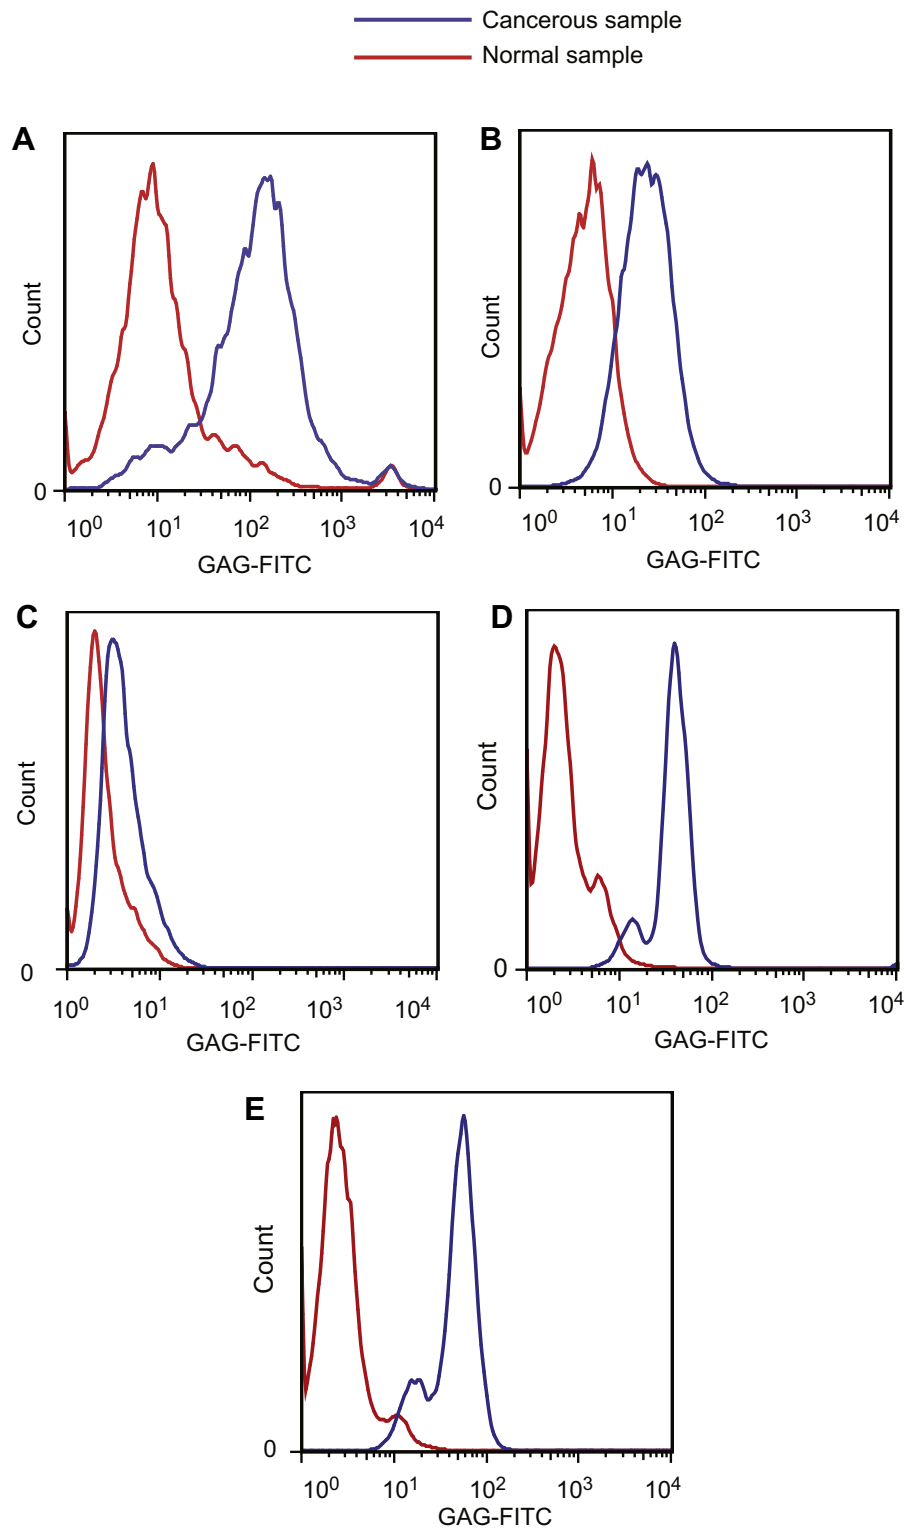 Cancerous sample
Normal sample
A
Count
0
10⁰ 10¹ 10² 10³ 10⁴
GAG-FITC
B
Count
0
10⁰ 10¹ 10² 10³ 10⁴
GAG-FITC
C
Count
0
10⁰ 10¹ 10² 10³ 10⁴
GAG-FITC
D
Count
0
10⁰ 10¹ 10² 10³ 10⁴
GAG-FITC
E
Count
0
10⁰ 10¹ 10² 10³ 10⁴
GAG-FITC